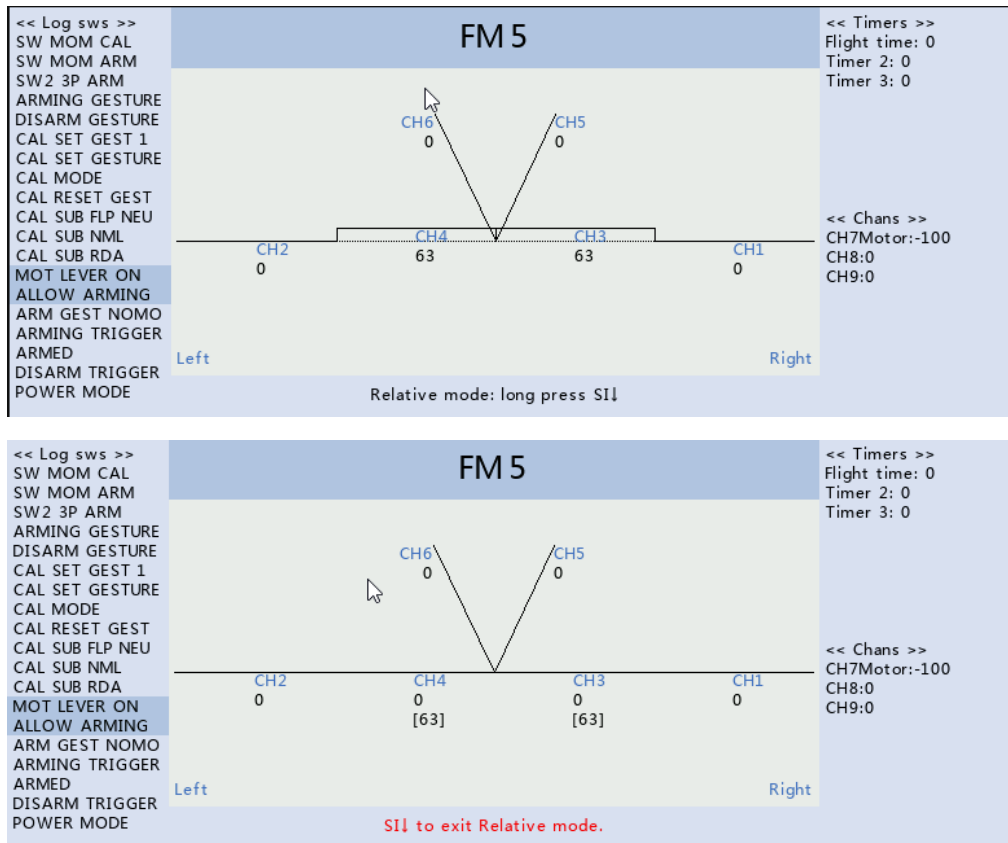 << Log sws >>
SW MOM CAL
SW MOM ARM
SW2 3P ARM
ARMING GESTURE
DISARM GESTURE
CAL SET GEST 1
CAL SET GESTURE
CAL MODE
CAL RESET GEST
CAL SUB FLP NEU
CAL SUB NML
CAL SUB RDA
MOT LEVER ON
ALLOW ARMING
ARM GEST NOMO
ARMING TRIGGER
ARMED
DISARM TRIGGER
POWER MODE
FM 5
CH6
0
CH5
0
CH2
0
CH4
63
CH3
63
CH1
0
Left
Right
Relative mode: long press SI↓
<< Timers >>
Flight time: 0
Timer 2: 0
Timer 3: 0
<< Chans >>
CH7Motor:-100
CH8:0
CH9:0
<< Log sws >>
SW MOM CAL
SW MOM ARM
SW2 3P ARM
ARMING GESTURE
DISARM GESTURE
CAL SET GEST 1
CAL SET GESTURE
CAL MODE
CAL RESET GEST
CAL SUB FLP NEU
CAL SUB NML
CAL SUB RDA
MOT LEVER ON
ALLOW ARMING
ARM GEST NOMO
ARMING TRIGGER
ARMED
DISARM TRIGGER
POWER MODE
FM 5
CH6
0
CH5
0
CH2
0
CH4
0
[63]
CH3
0
[63]
CH1
0
Left
Right
SI↓ to exit Relative mode.
<< Timers >>
Flight time: 0
Timer 2: 0
Timer 3: 0
<< Chans >>
CH7Motor:-100
CH8:0
CH9:0